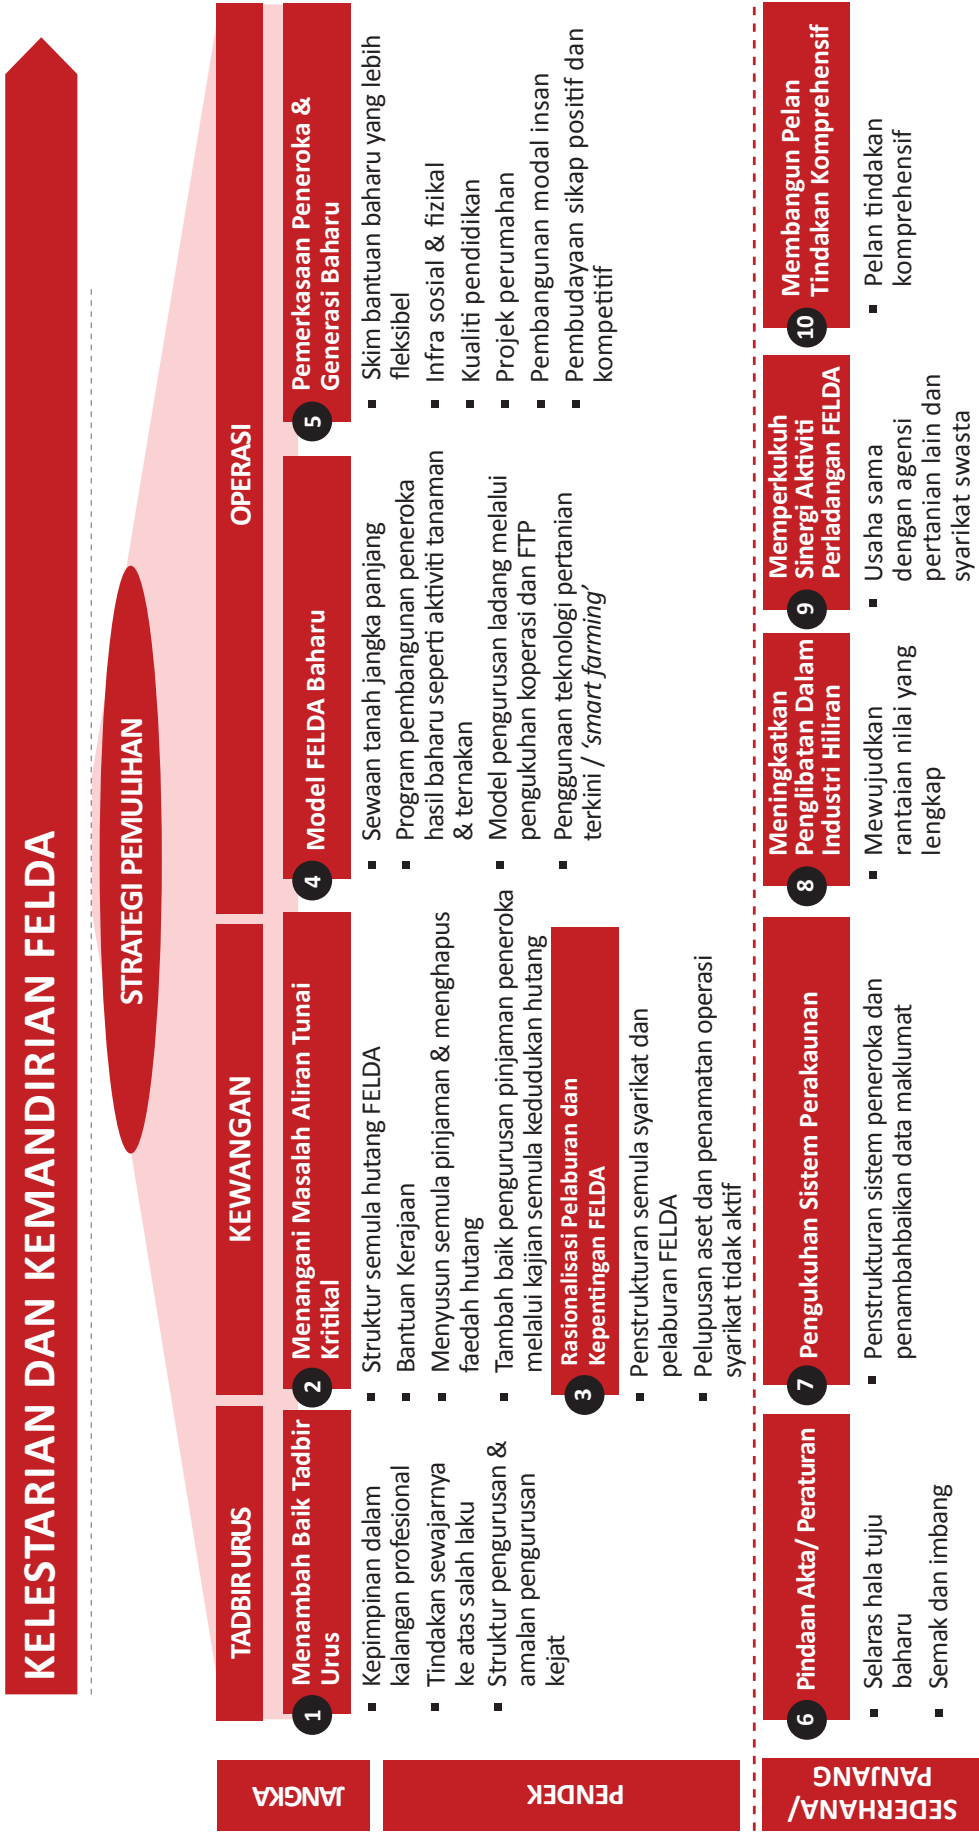 KELESTARIAN DAN KEMANDIRIAN FELDA
STRATEGI PEMULIHAN
JANGKA
TADBIR URUS
KEWANGAN
OPERASI
PENDEK
1
Menambah Baik Tadbir
Urus
▪ Kepimpinan dalam
kalangan profesional
▪ Tindakan sewajarnya
ke atas salah laku
▪ Struktur pengurusan &
amalan pengurusan
kejat
2
Menangani Masalah Aliran Tunai
Kritikal
▪ Struktur semula hutang FELDA
▪ Bantuan Kerajaan
▪ Menyusun semula pinjaman & menghapus
faedah hutang
▪ Tambah baik pengurusan pinjaman peneroka
melalui kajian semula kedudukan hutang
3
Rasionalisasi Pelaburan dan
Kepentingan FELDA
▪ Penstrukturan semula syarikat dan
pelaburan FELDA
▪ Pelupusan aset dan penamatan operasi
syarikat tidak aktif
4
Model FELDA Baharu
▪ Sewaan tanah jangka panjang
▪ Program pembangunan peneroka
hasil baharu seperti aktiviti tanaman
& ternakan
▪ Model pengurusan ladang melalui
pengukuhan koperasi dan FTP
▪ Penggunaan teknologi pertanian
terkini / ‘smart farming’
5
Pemerkasaan Peneroka &
Generasi Baharu
▪ Skim bantuan baharu yang lebih
fleksibel
▪ Infra sosial & fizikal
▪ Kualiti pendidikan
▪ Projek perumahan
▪ Pembangunan modal insan
▪ Pembudayaan sikap positif dan
kompetitif
SEDERHANA/
PANJANG
6
Pindaan Akta/ Peraturan
▪ Selaras hala tuju
baharu
▪ Semak dan imbang
7
Pengukuhan Sistem Perakaunan
▪ Penstrukturan sistem peneroka dan
penambahbaikan data maklumat
8
Meningkatkan
Penglibatan Dalam
Industri Hiliran
▪ Mewujudkan
rantaian nilai yang
lengkap
9
Memperkukuh
Sinergi Aktiviti
Perladangan FELDA
▪ Usaha sama
dengan agensi
pertanian lain dan
syarikat swasta
10
Membangun Pelan
Tindakan Komprehensif
▪ Pelan tindakan
komprehensif